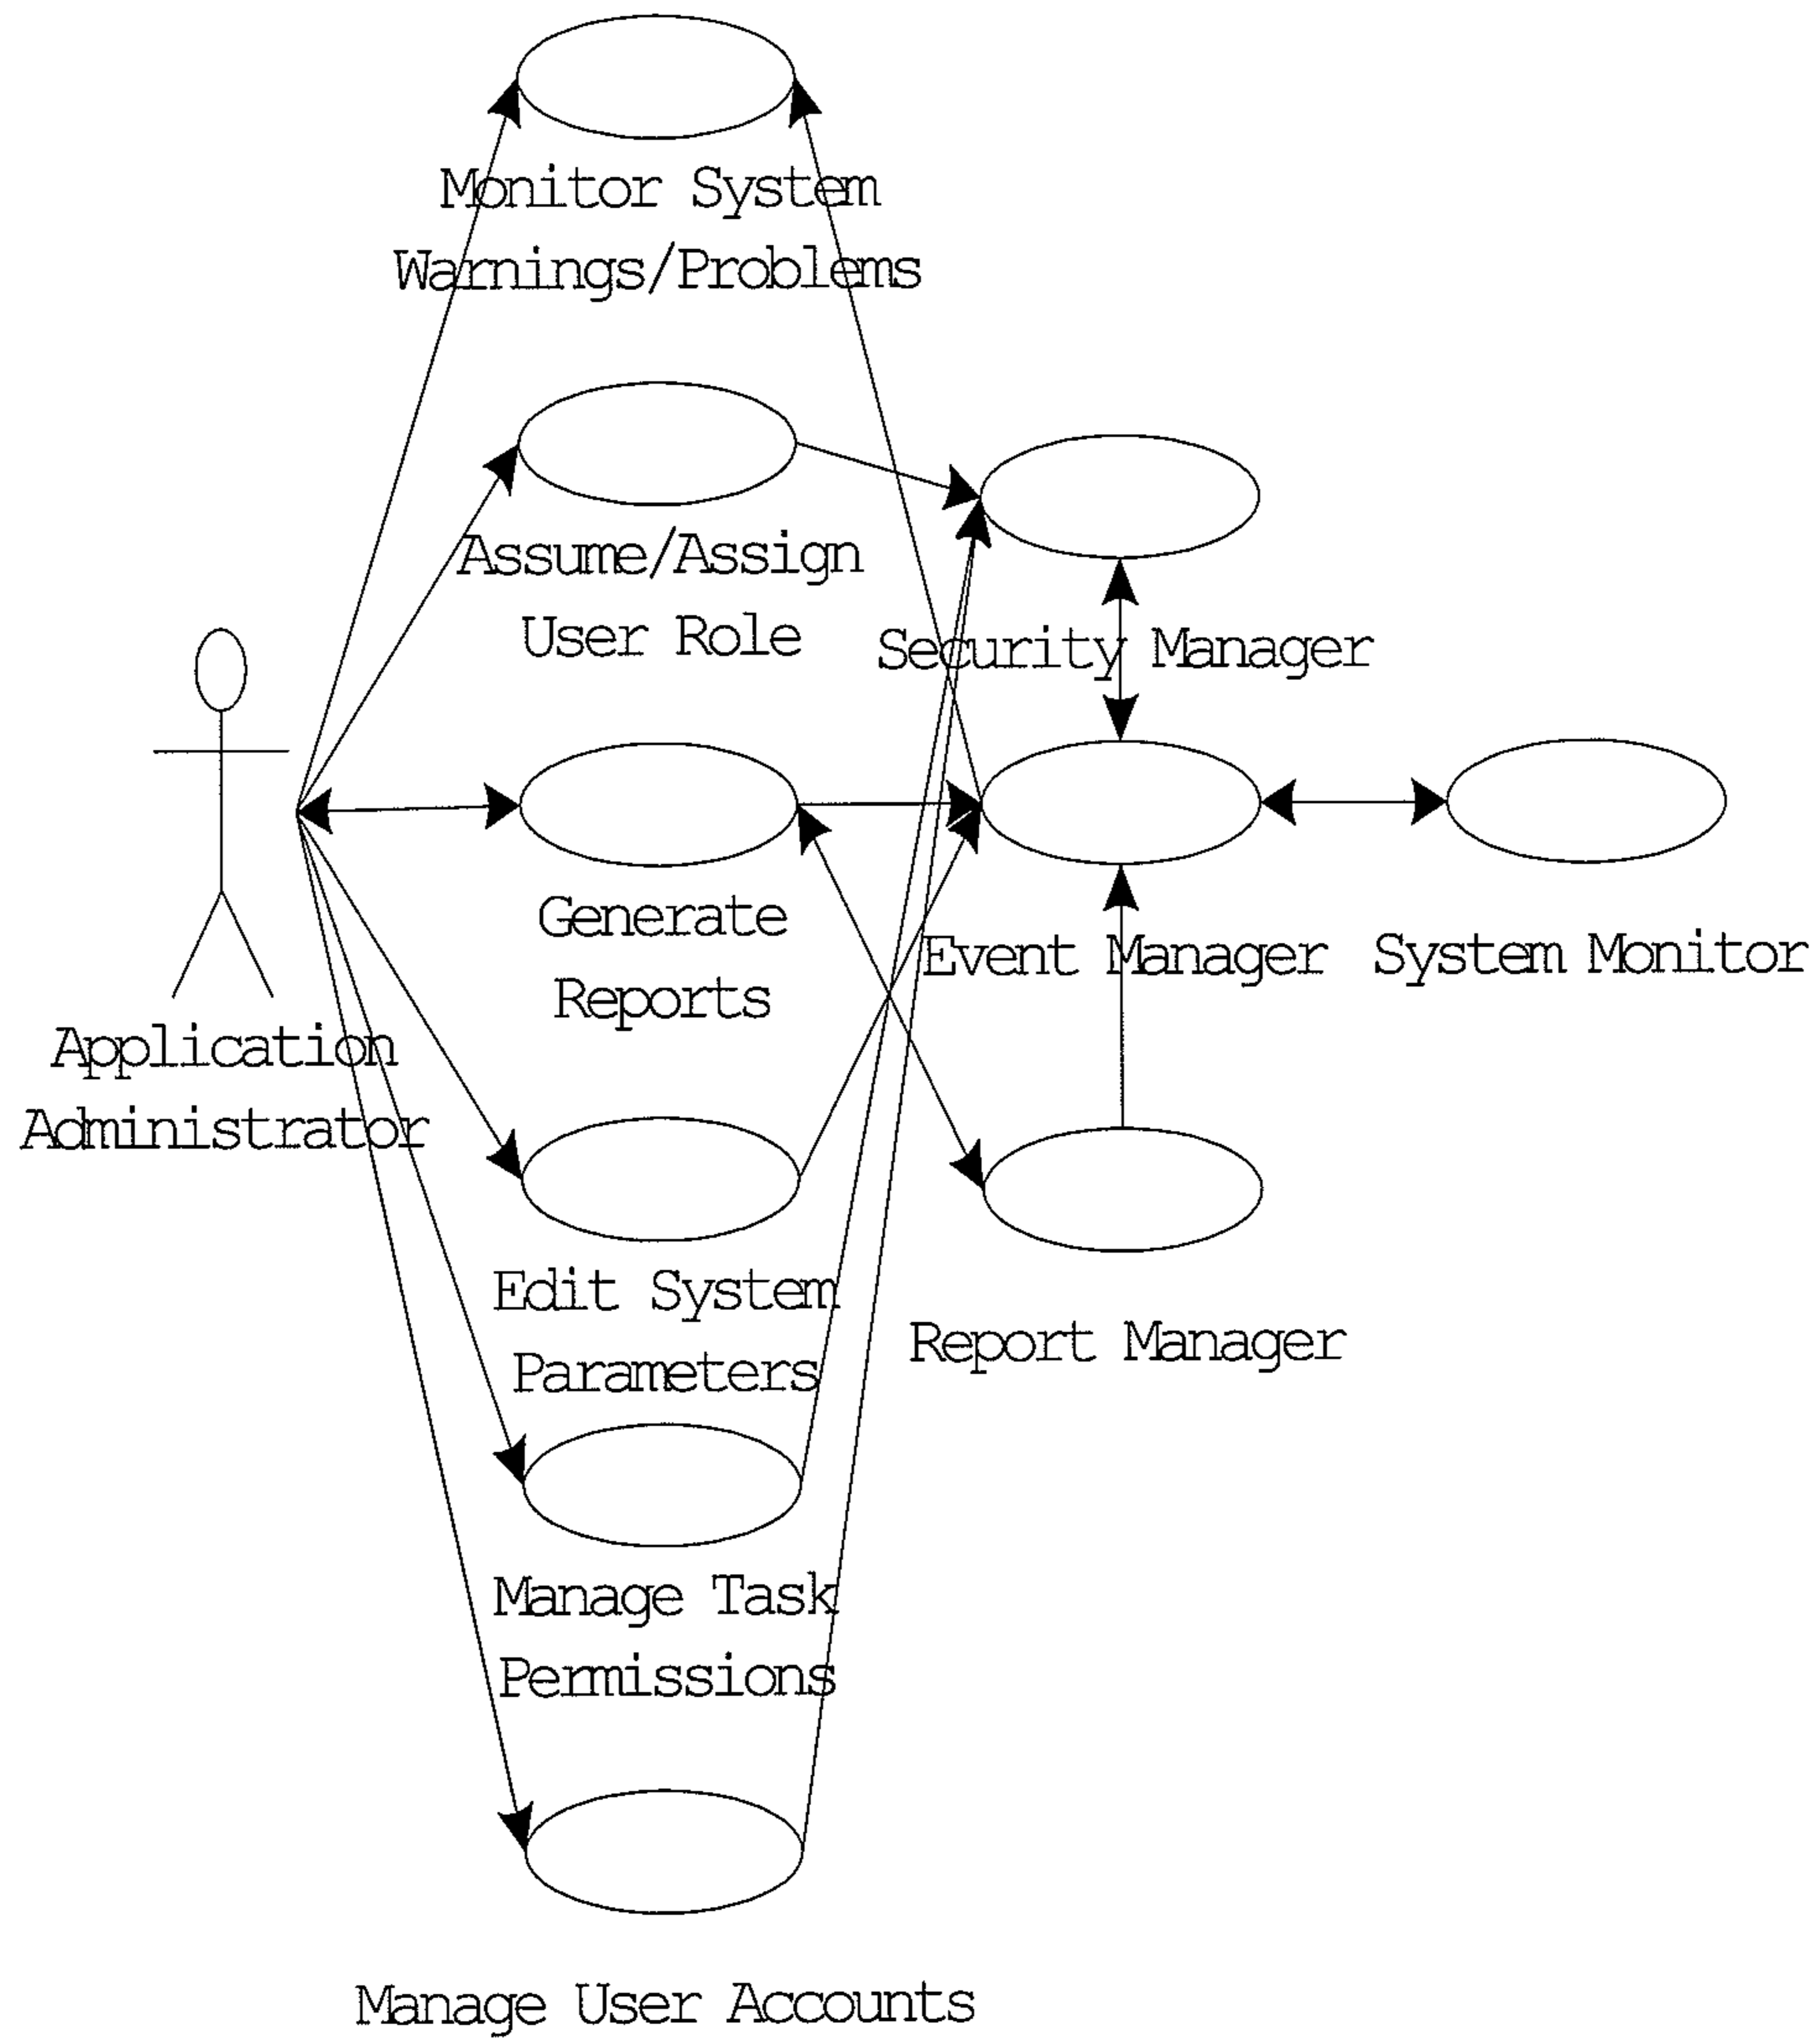 Monitor System
Warnings/Problems
Assume/Assign
User Role
Security Manager
Generate
Reports
Event Manager
System Monitor
Application
Administrator
Edit System
Parameters
Report Manager
Manage Task
Permissions
Manage User Accounts